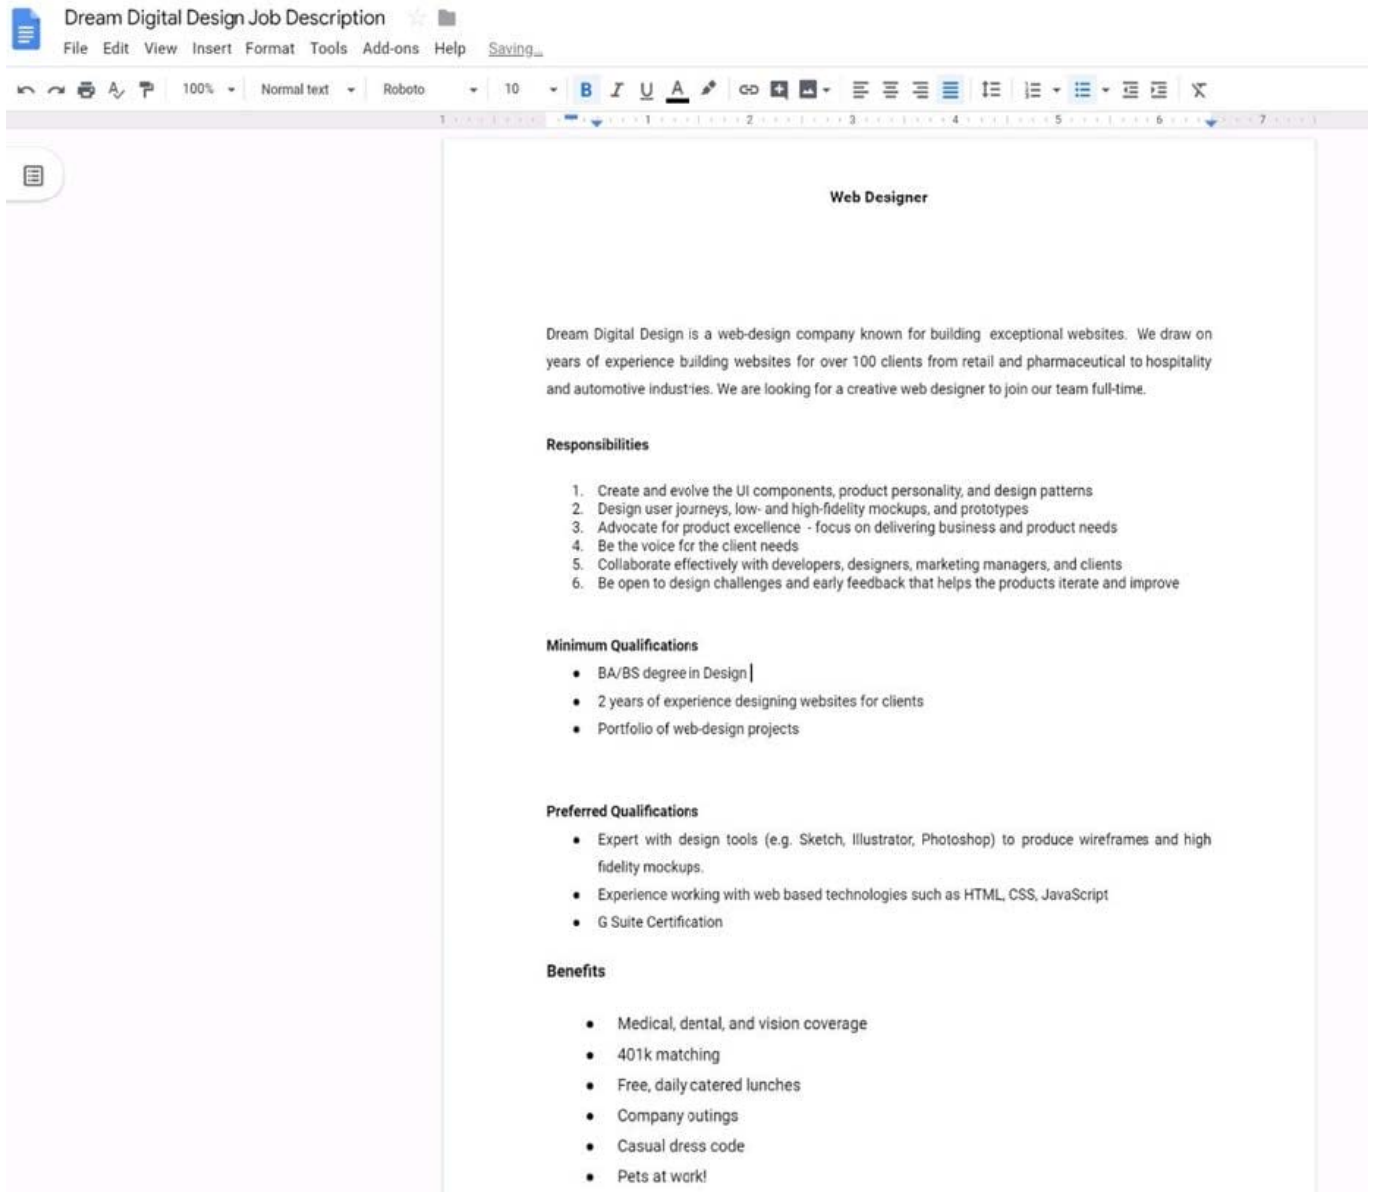 Dream Digital Design Job Description
File Edit View Insert Format Tools Add-ons Help Saving...
100% Normal text Roboto 10 B I U A
1 1 2 3 4 5 6 7
Web Designer
Dream Digital Design is a web-design company known for building exceptional websites. We draw on
years of experience building websites for over 100 clients from retail and pharmaceutical to hospitality
and automotive industries. We are looking for a creative web designer to join our team full-time.
Responsibilities
1. Create and evolve the UI components, product personality, and design patterns
2. Design user journeys, low- and high-fidelity mockups, and prototypes
3. Advocate for product excellence - focus on delivering business and product needs
4. Be the voice for the client needs
5. Collaborate effectively with developers, designers, marketing managers, and clients
6. Be open to design challenges and early feedback that helps the products iterate and improve
Minimum Qualifications
● BA/BS degree in Design
● 2 years of experience designing websites for clients
● Portfolio of web-design projects
Preferred Qualifications
● Expert with design tools (e.g. Sketch, Illustrator, Photoshop) to produce wireframes and high
fidelity mockups.
● Experience working with web based technologies such as HTML, CSS, JavaScript
● G Suite Certification
Benefits
● Medical, dental, and vision coverage
● 401k matching
● Free, daily catered lunches
● Company outings
● Casual dress code
● Pets at work!